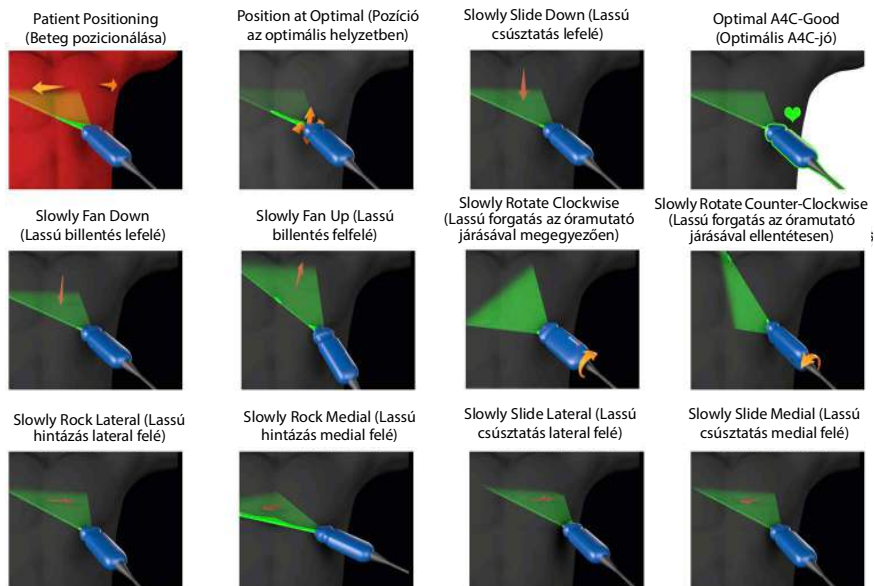 Patient Positioning
(Beteg pozicionálása)
Position at Optimal (Pozíció
az optimális helyzetben)
Slowly Slide Down (Lassú
csúsztatás lefelé)
Optimal A4C-Good
(Optimális A4C-jó)
Slowly Fan Down
(Lassú billentés lefelé)
Slowly Fan Up (Lassú
billentés felfelé)
Slowly Rotate Clockwise
(Lassú forgatás az óramutató
járásával megegyezően)
Slowly Rotate Counter-Clockwise
(Lassú forgatás az óramutató
járásával ellentétesen)
Slowly Rock Lateral (Lassú
hintázás lateral felé)
Slowly Rock Medial (Lassú
hintázás medial felé)
Slowly Slide Lateral (Lassú
csúsztatás lateral felé)
Slowly Slide Medial (Lassú
csúsztatás medial felé)